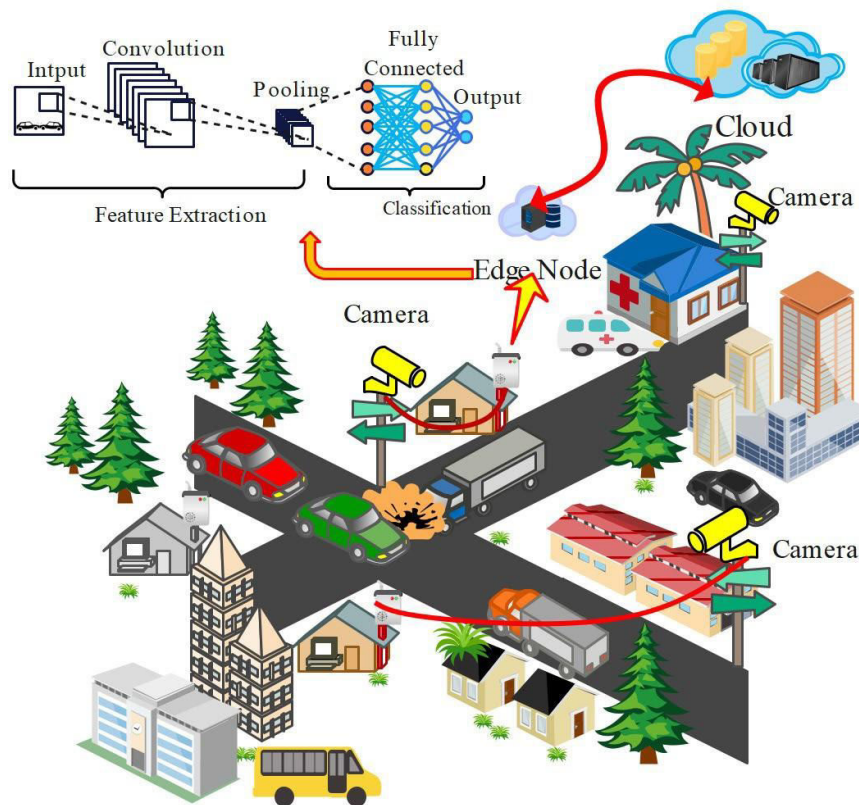 Intput
Convolution
Pooling
Fully
Connected
Output
Feature Extraction
Classification
Cloud
Camera
Edge Node
Camera
Camera